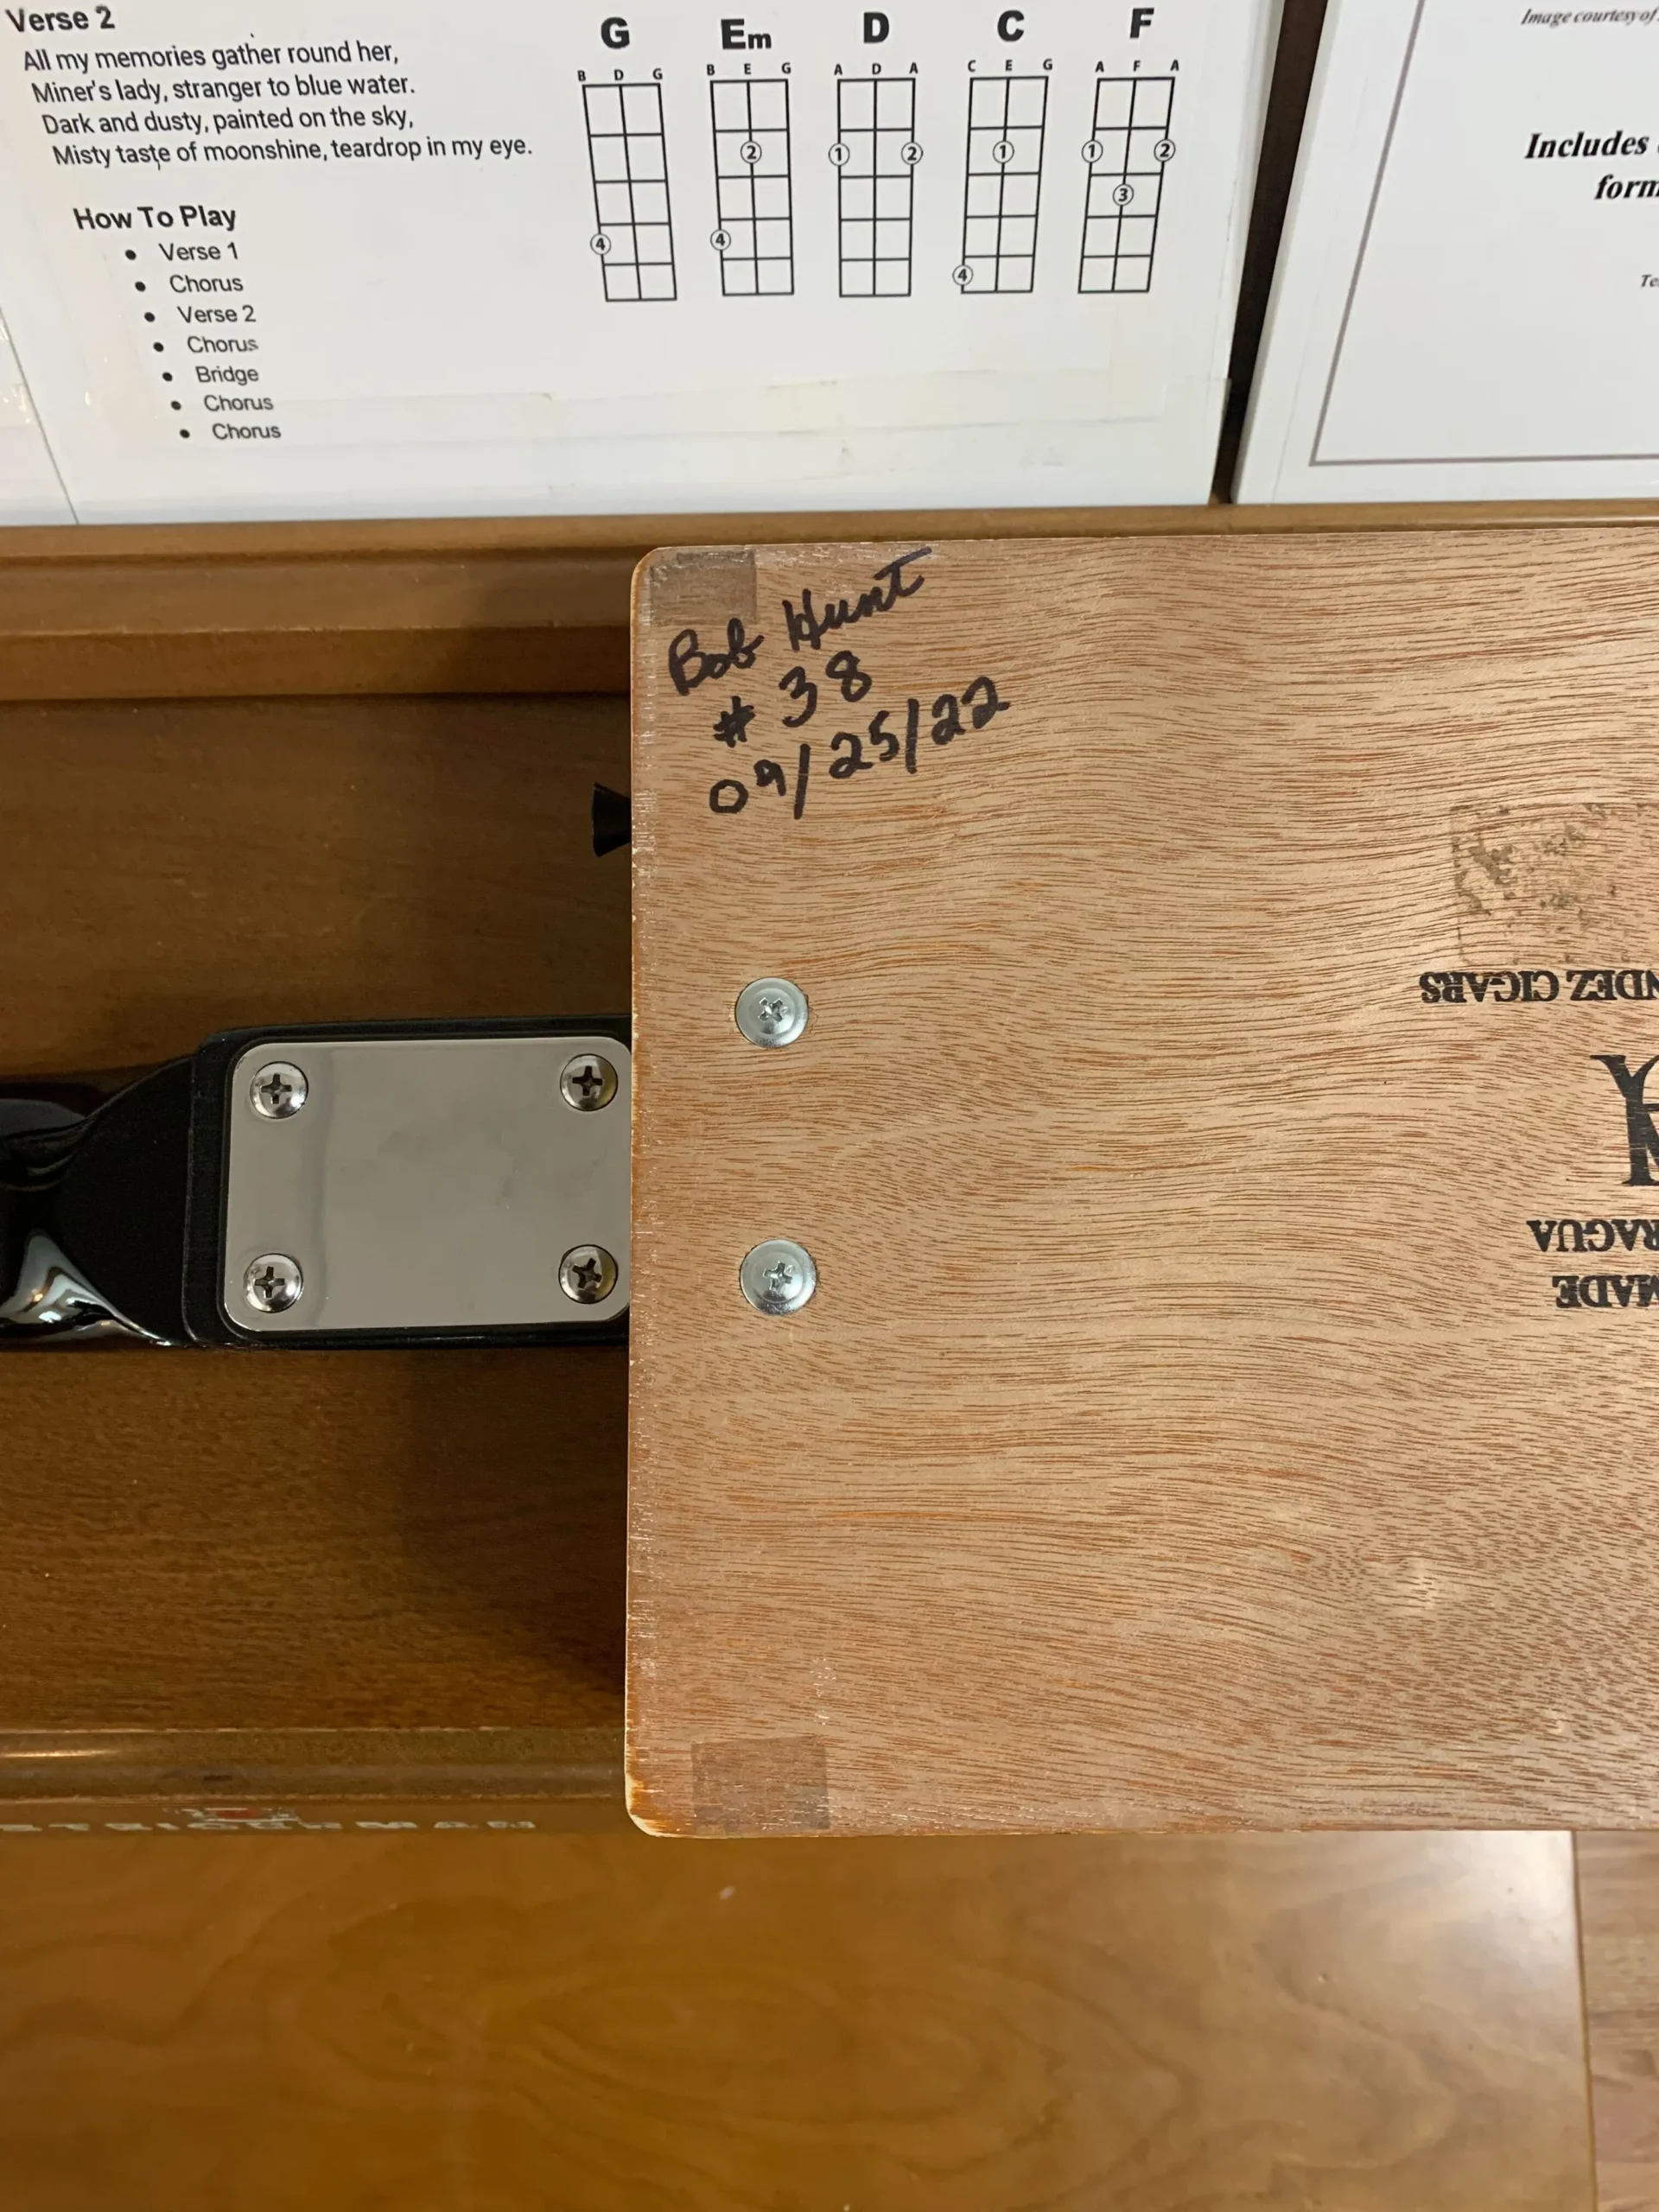 Verse 2
All my memories gather round her,
Miner's lady, stranger to blue water.
Dark and dusty, painted on the sky,
Misty taste of moonshine, teardrop in my eye.
How To Play
• Verse 1
• Chorus
• Verse 2
• Chorus
• Bridge
• Chorus
• Chorus
G Em D C F
B D G B E G A D A C E G A F A
2 1 2 1 1 2
3
4 4
4
Image courtesy of
Includes
form
Bob Hunt
# 38
09/25/22
NDEZ CIGARS
RAGUA
MADE